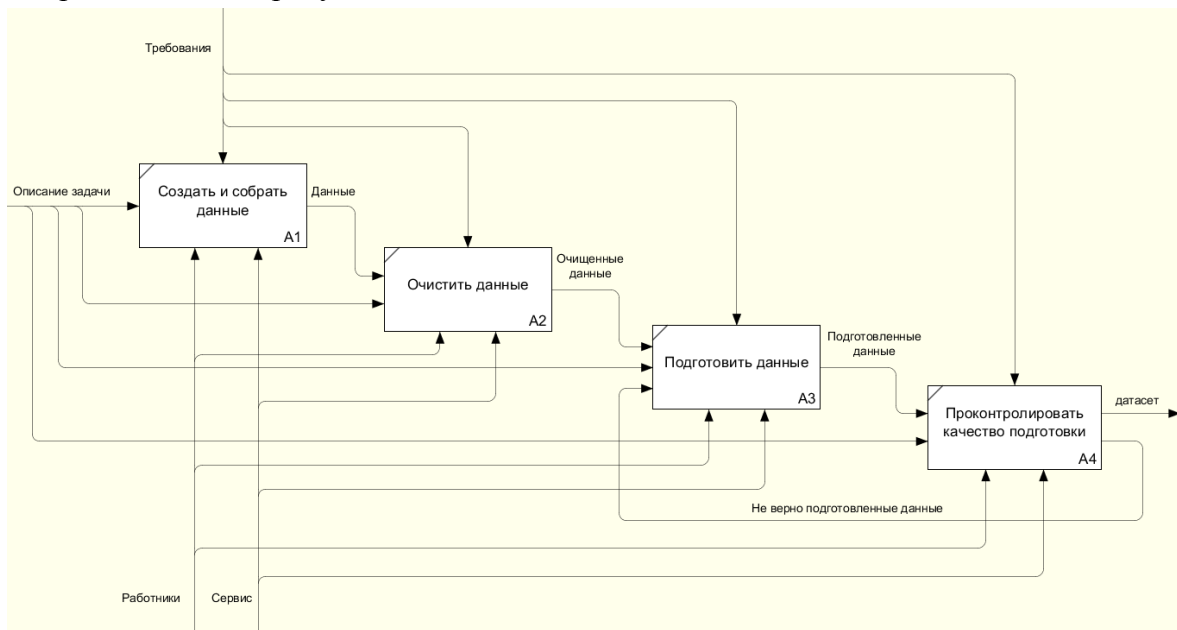 Требования
Описание задачи
Создать и собрать
данные
A1
Данные
Очистить данные
A2
Очищенные
данные
Подготовить данные
A3
Подготовленные
данные
Проконтролировать
качество подготовки
A4
датасет
Не верно подготовленные данные
Работники
Сервис